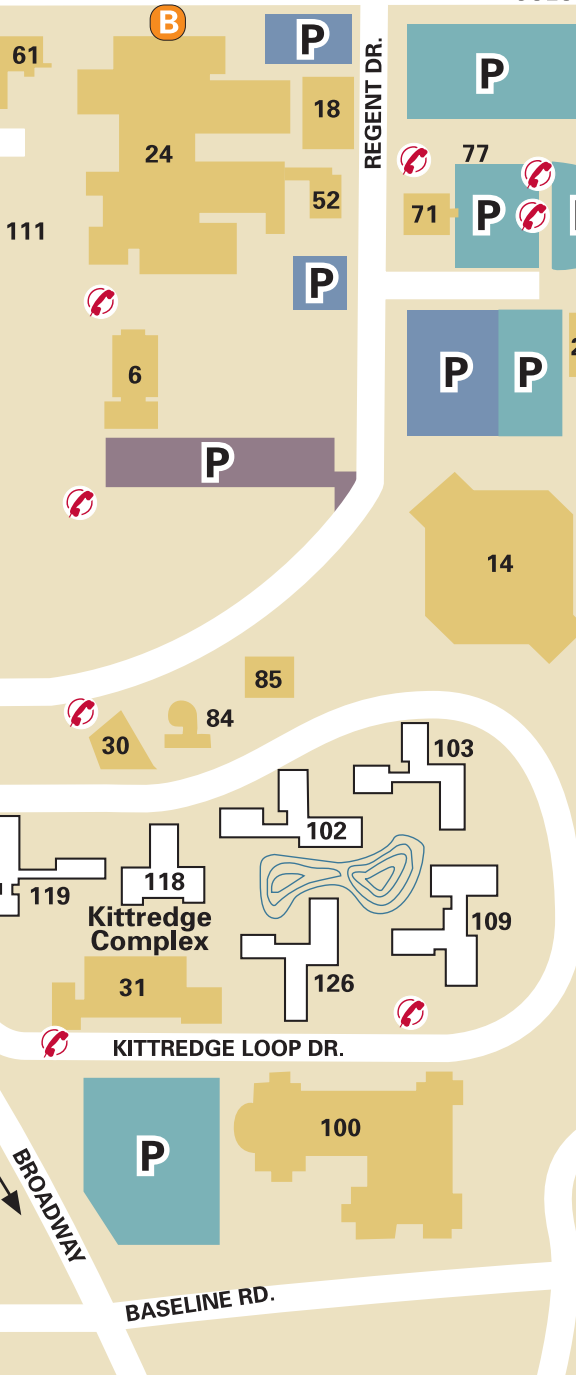 B
61
P
P
18
REGENT DR.
24
77
52
71
P
111
P
6
P
P
P
14
85
84
30
103
102
118
119
Kittredge
Complex
109
31
126
KITTREDGE LOOP DR.
100
P
BROADWAY
BASELINE RD.